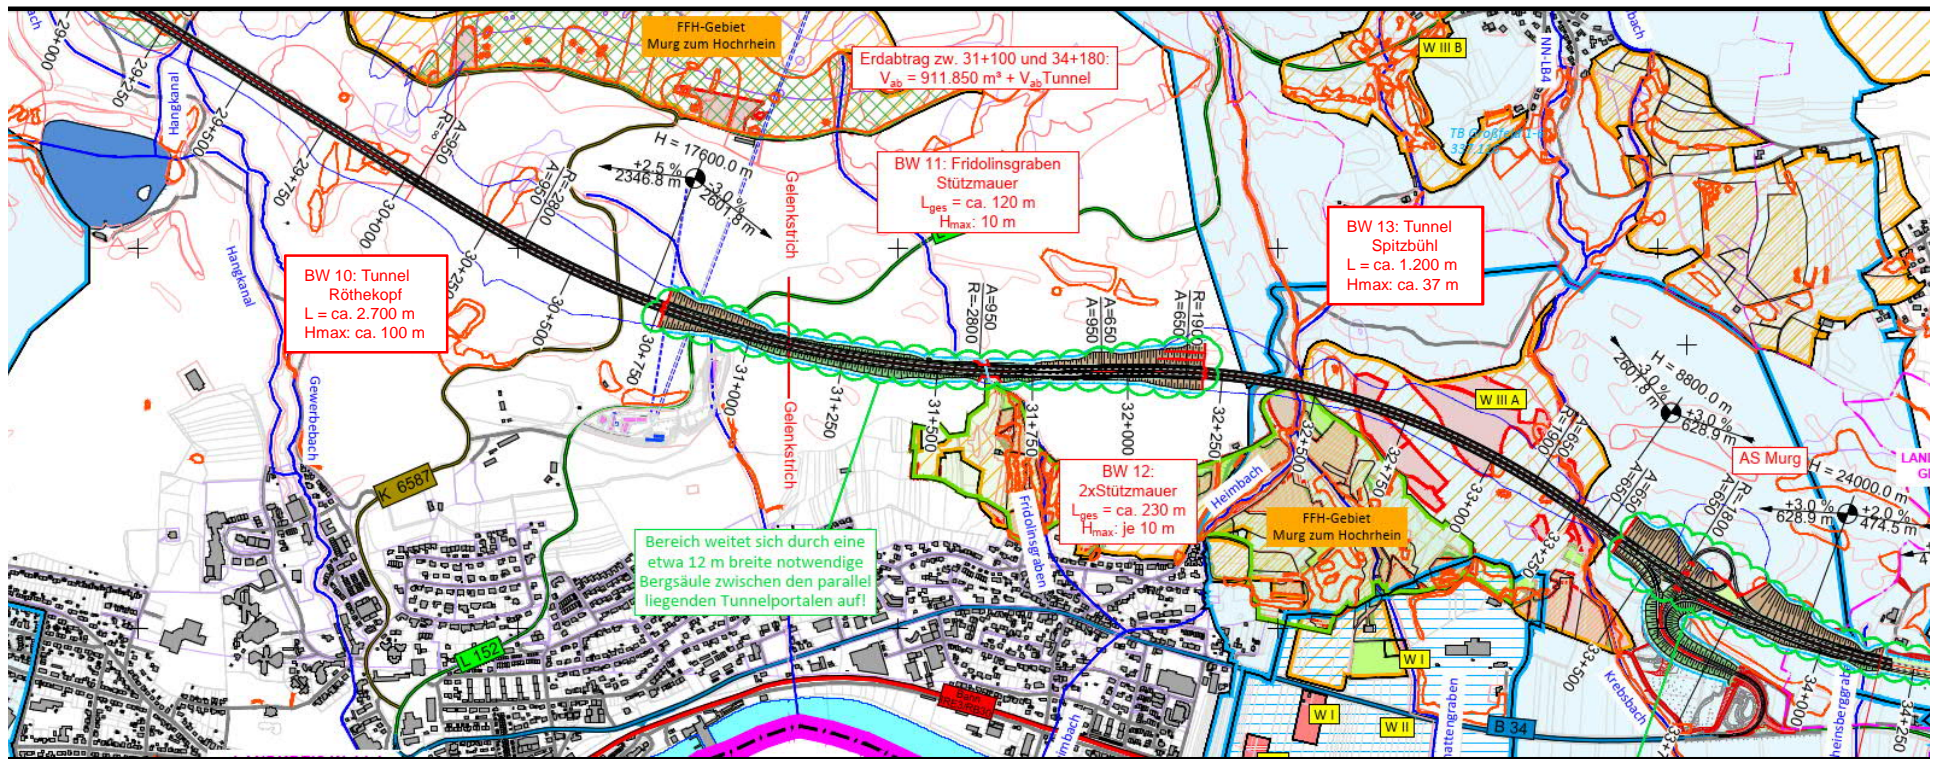 FFH-Gebiet
Murg zum Hochrhein
Erdabtrag zw. 31+100 und 34+180:
Vab = 911.850 m³ + VabTunnel
W III B
29+000
29+250
Hangkanal
29+500
29+750
30+000
A=950
R=∞
30+250
R=-2800
A=950
30+500
H = 17600.0 m
+2.5 %
2346.8 m
-3.0 %
2601.8 m
Gelenkstrich
BW 11: Fridolinsgraben
Stützmauer
Lges = ca. 120 m
Hmax: 10 m
NN-LB4
BW 13: Tunnel
Spitzbühl
L = ca. 1.200 m
Hmax: ca. 37 m
Hangkanal
BW 10: Tunnel
Röthekopf
L = ca. 2.700 m
Hmax: ca. 100 m
30+750
31+000
31+250
31+500
A=950
R=-2800
31+750
A=850
A=950
32+000
A=650
32+250
Gelenkstrich
Gewerbebach
K 6587
W III A
H = 8800.0 m
-3.0 %
2601.8 m
+3.0 %
628.9 m
AS Murg
H = 24000.0 m
+3.0 %
628.9 m
+2.0 %
474.5 m
A=650
A=650
R=-1800
A=650
BW 12:
2xStützmauer
Lges = ca. 230 m
Hmax: je 10 m
Heimbach
32+500
32+750
33+000
33+250
33+500
FFH-Gebiet
Murg zum Hochrhein
Fridolinsgraben
Bereich weitet sich durch eine
etwa 12 m breite notwendige
Bergsäule zwischen den parallel
liegenden Tunnelportalen auf!
L 152
W I
W I
W II
B 34
Krebsbach
34+000
34+250